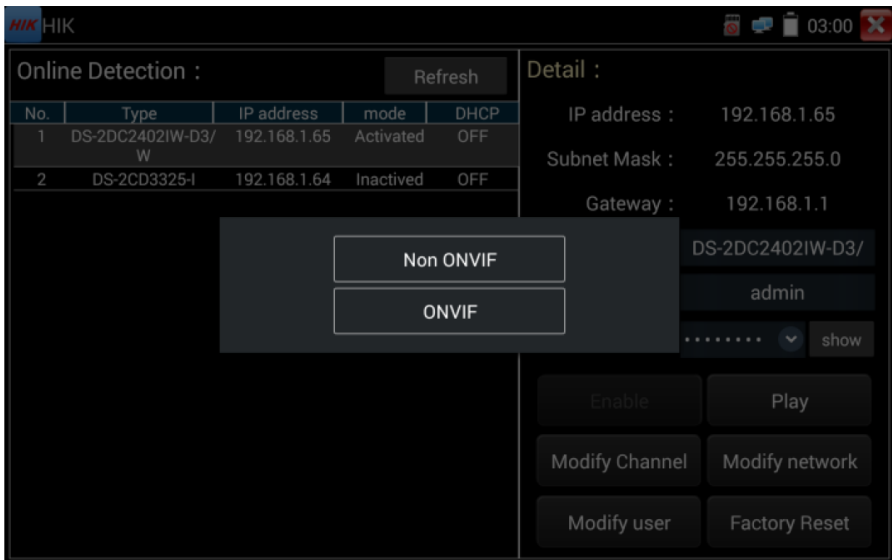 HIK HIK 03:00
Online Detection : Refresh
No. Type IP address mode DHCP
1 DS-2DC2402IW-D3/ 192.168.1.65 Activated OFF
W
2 DS-2CD3325-I 192.168.1.64 Inactived OFF
Non ONVIF
ONVIF
Detail :
IP address : 192.168.1.65
Subnet Mask : 255.255.255.0
Gateway : 192.168.1.1
DS-2DC2402IW-D3/
admin
········ show
Enable Play
Modify Channel Modify network
Modify user Factory Reset